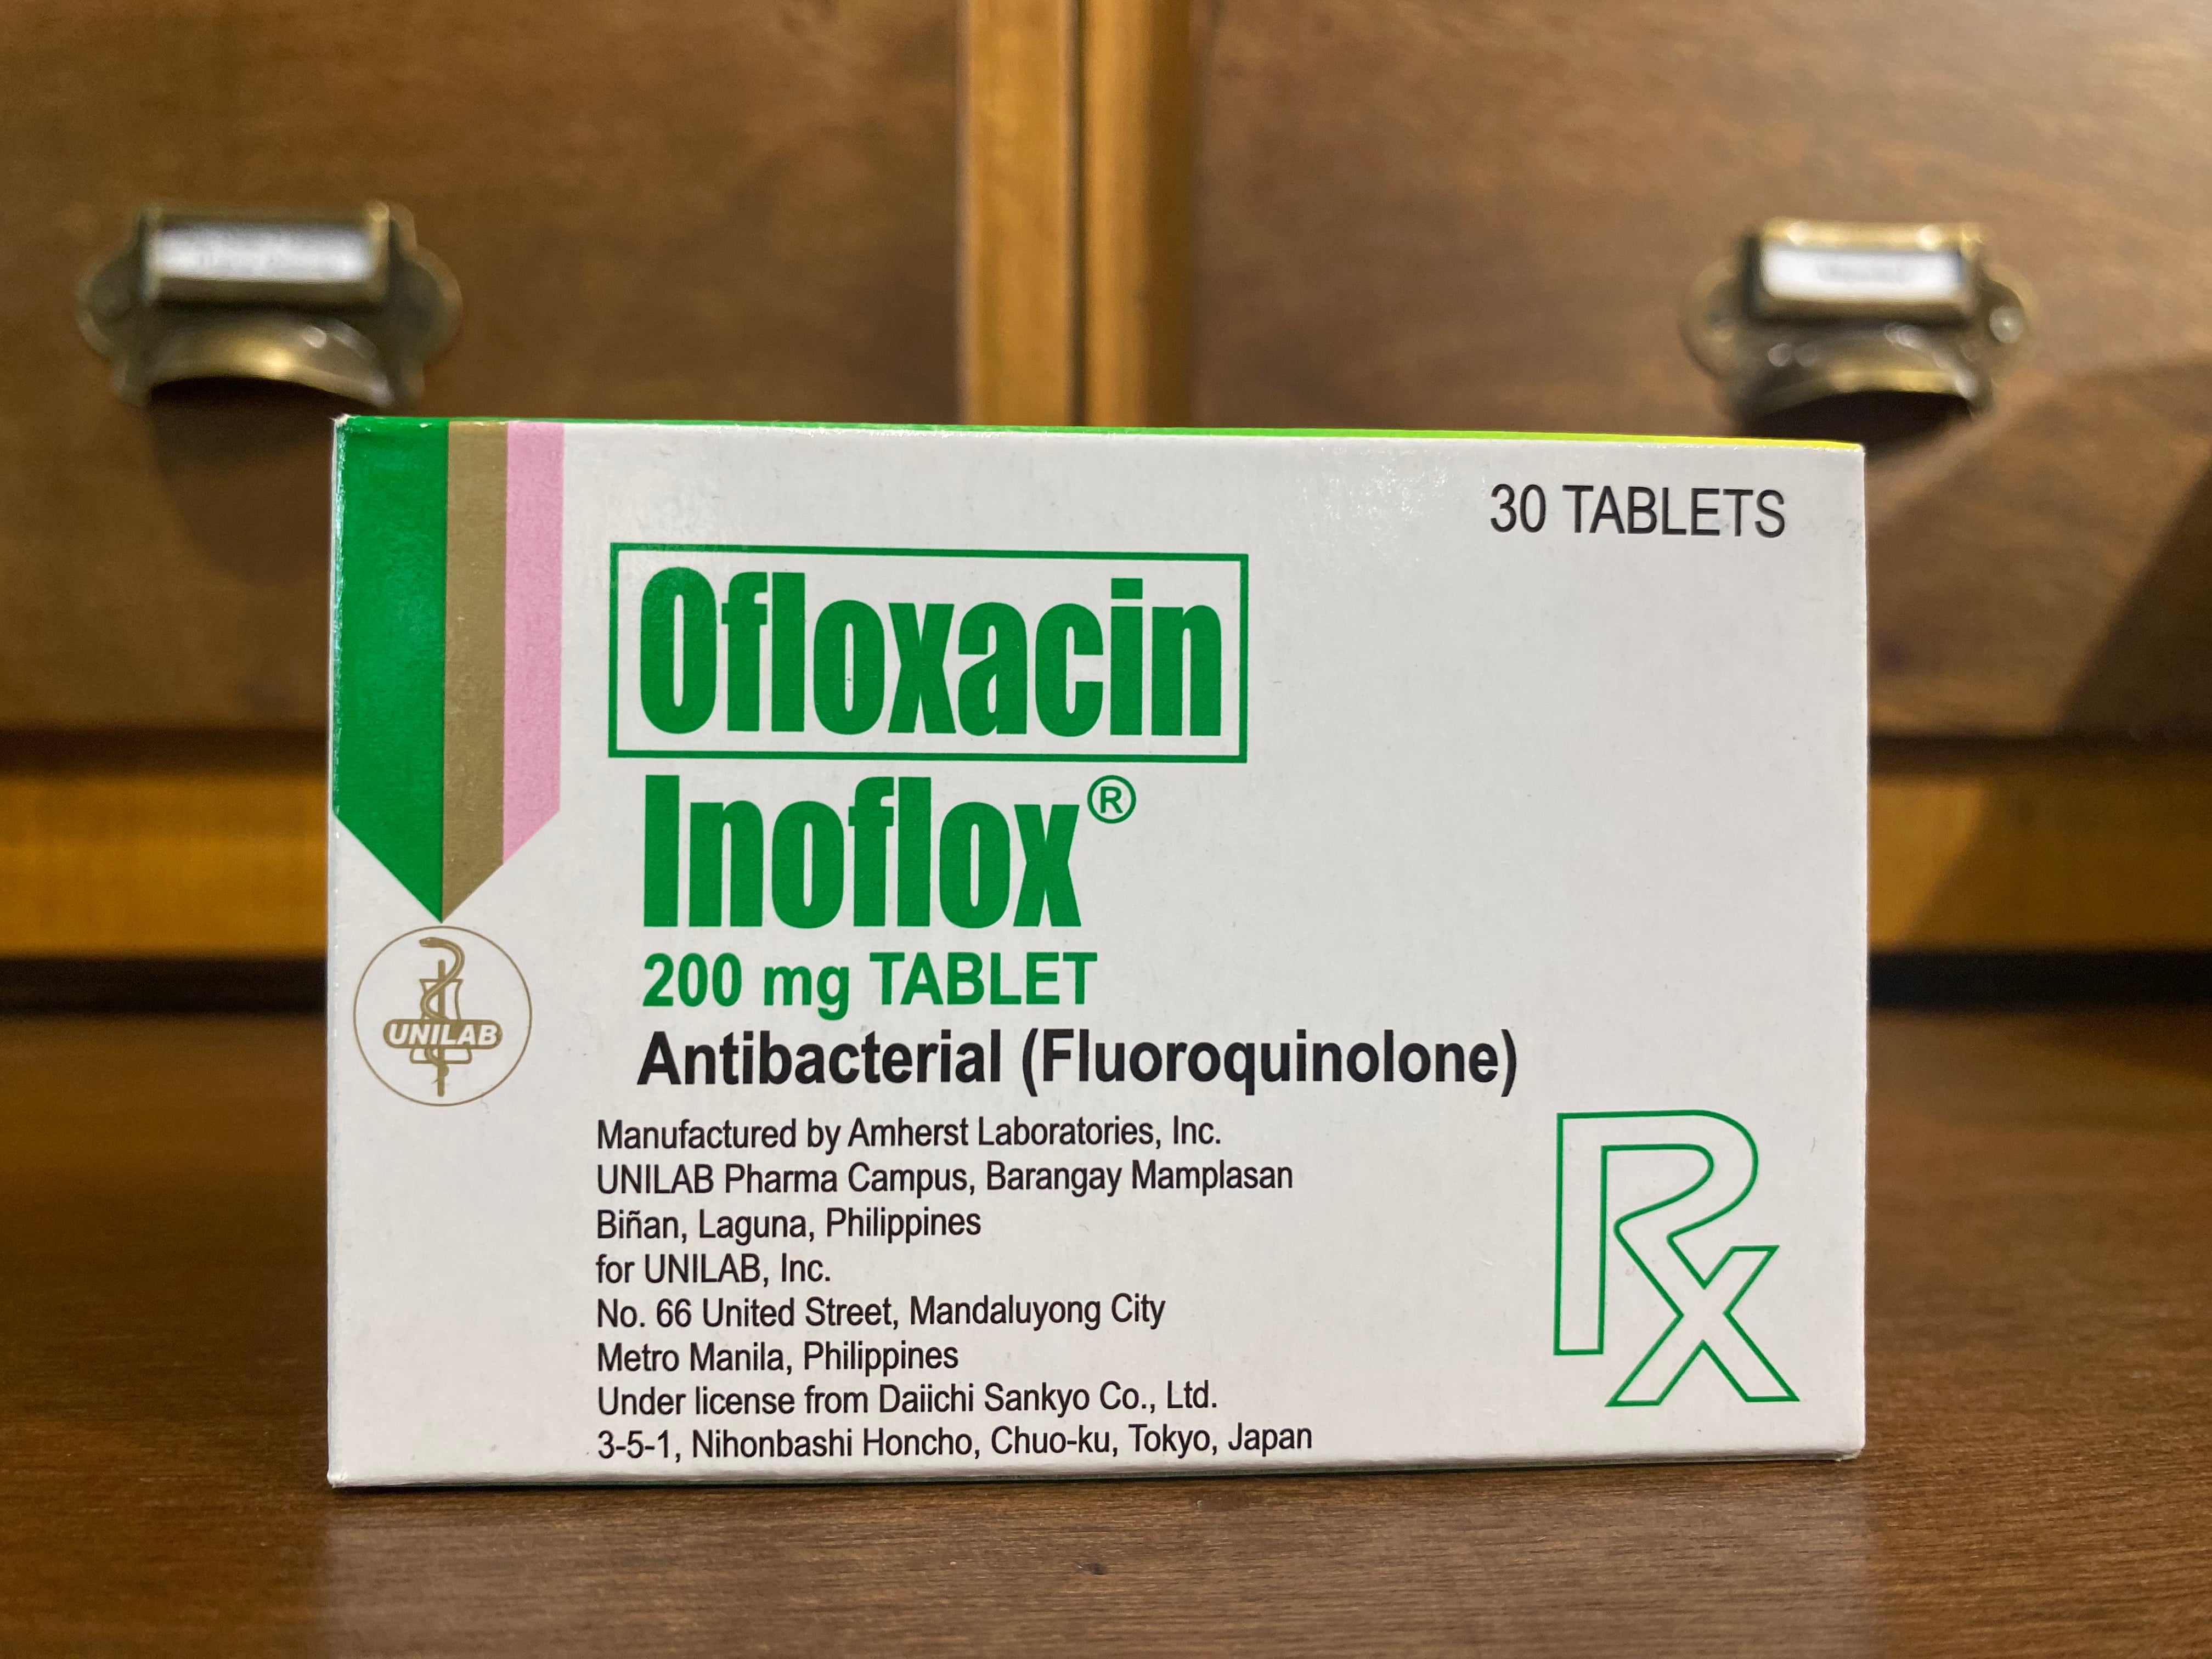 30 TABLETS
Ofloxacin
Inoflox®
200 mg TABLET
Antibacterial (Fluoroquinolone)
UNILAB
Manufactured by Amherst Laboratories, Inc.
UNILAB Pharma Campus, Barangay Mamplasan
Biñan, Laguna, Philippines
for UNILAB, Inc.
No. 66 United Street, Mandaluyong City
Metro Manila, Philippines
Under license from Daiichi Sankyo Co., Ltd.
3-5-1, Nihonbashi Honcho, Chuo-ku, Tokyo, Japan
Rx